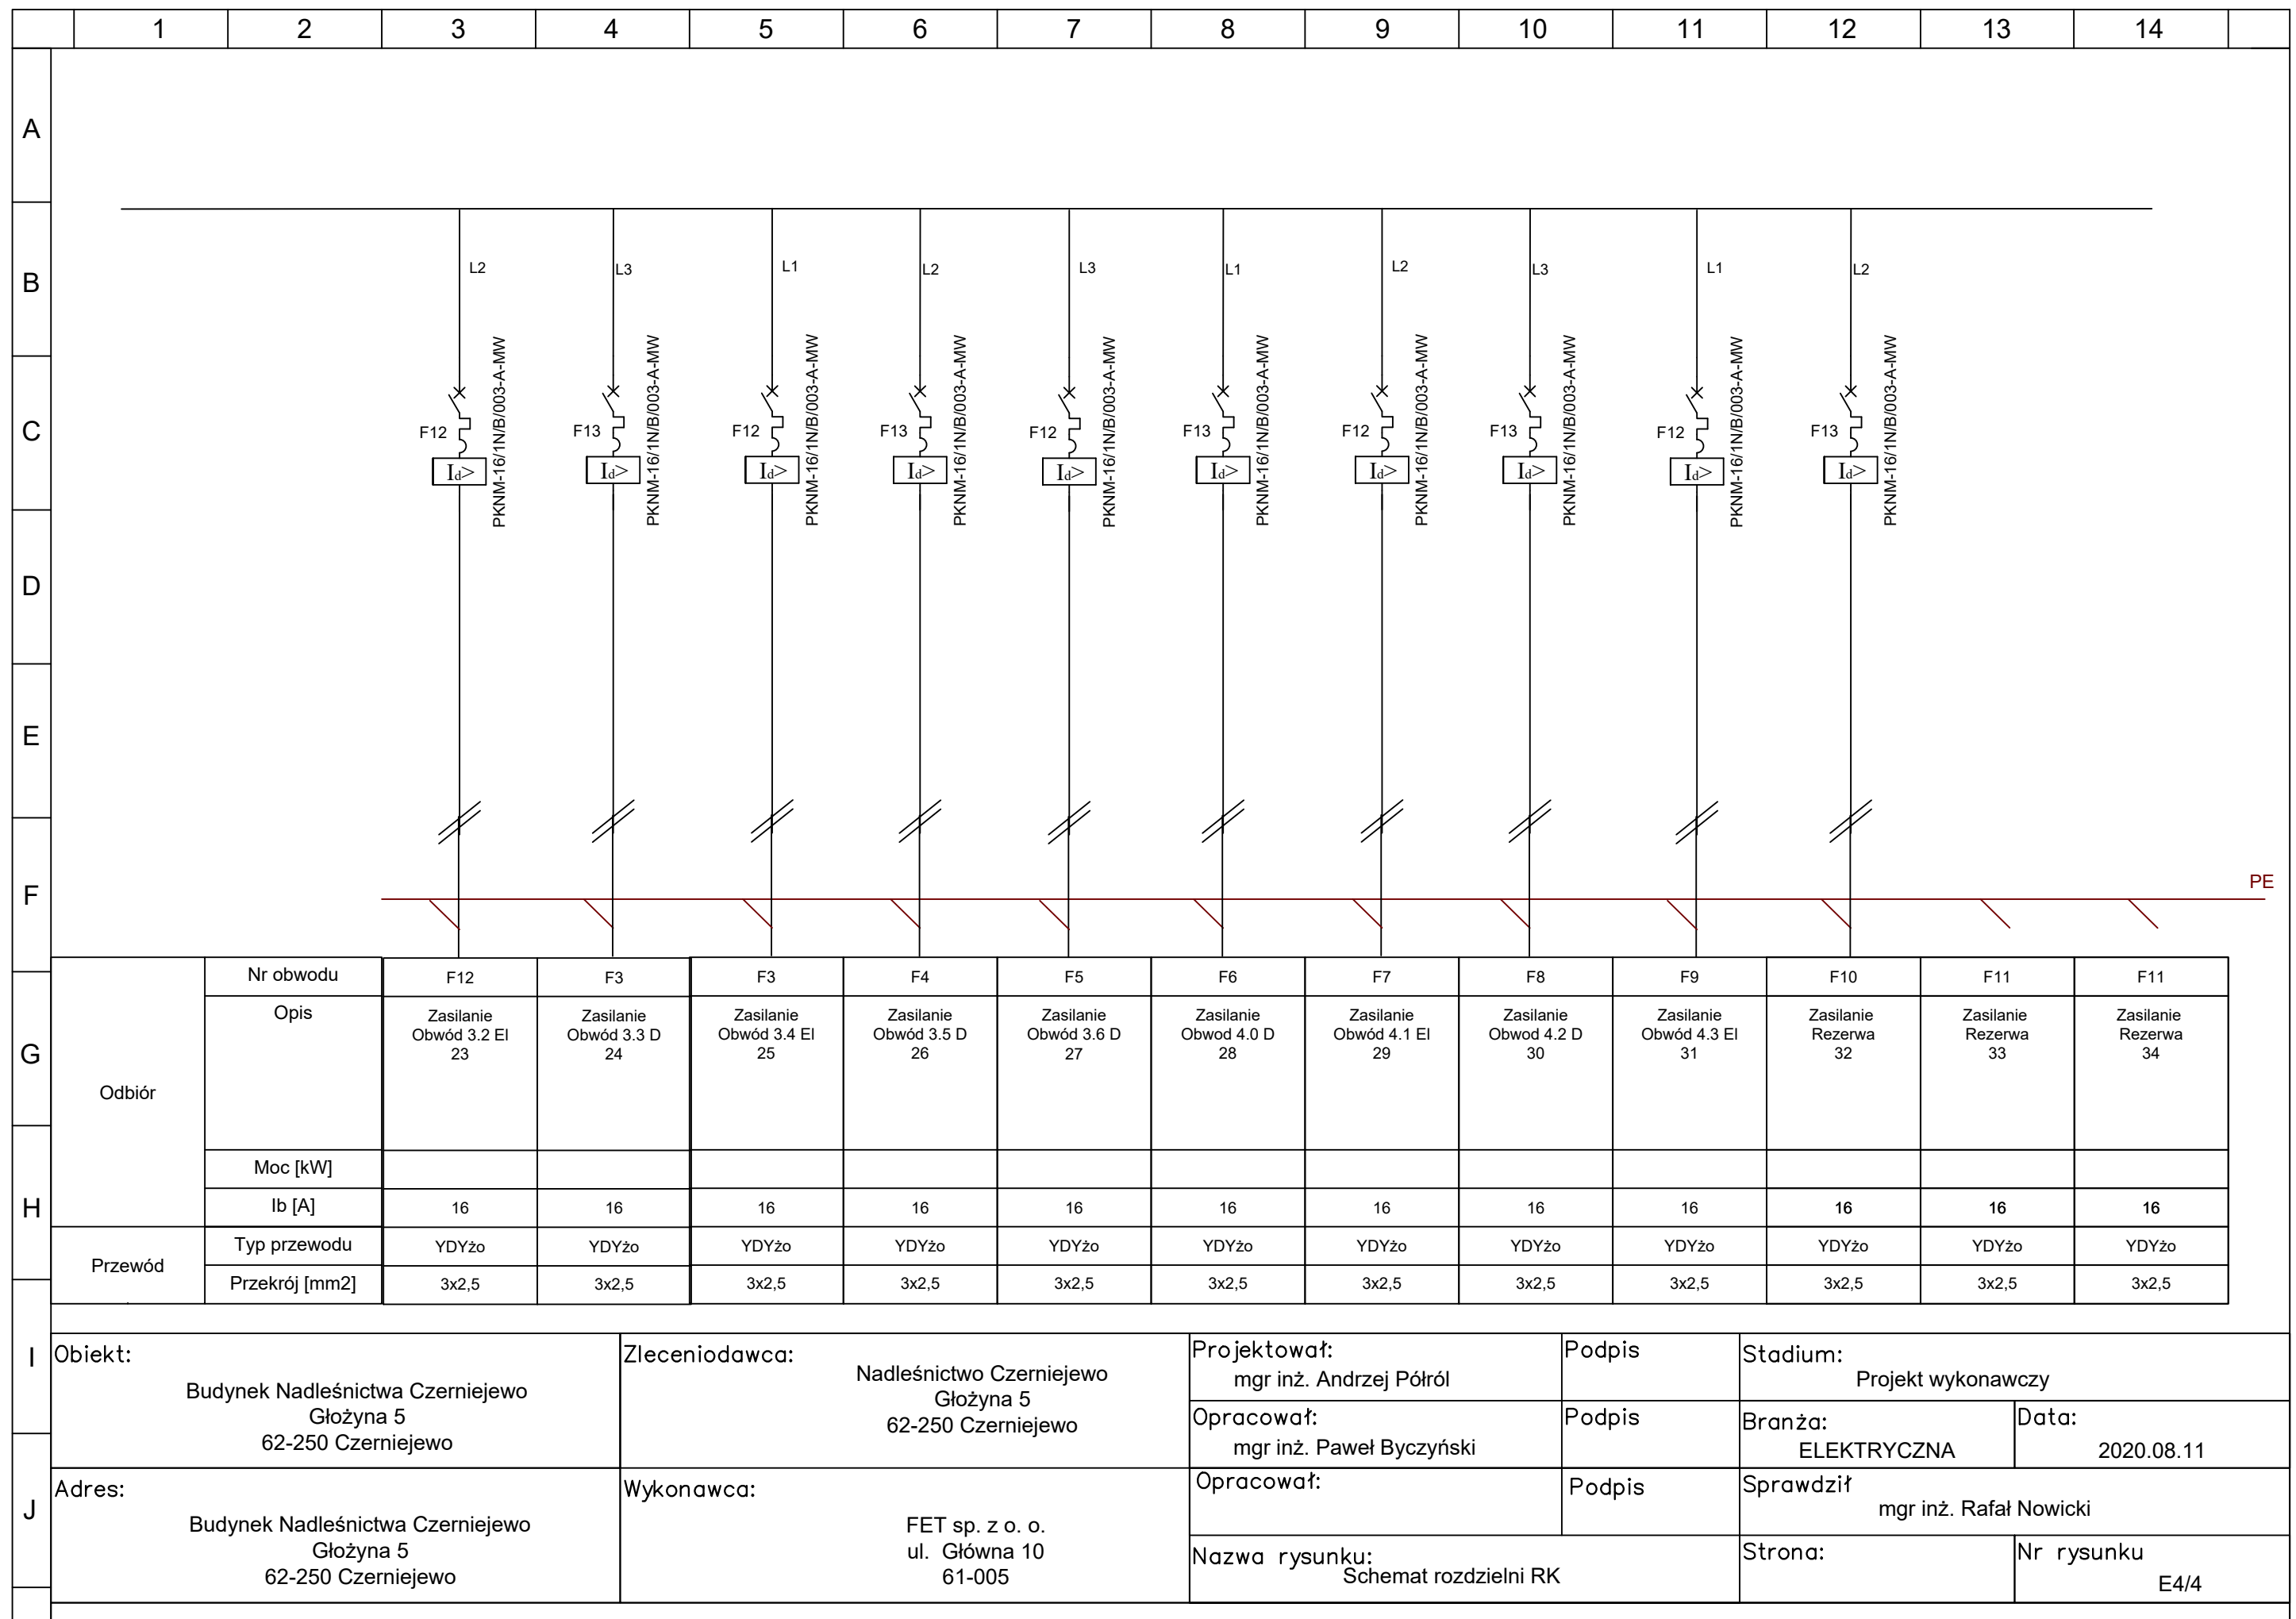 1 2 3 4 5 6 7 8 9 10 11 12 13 14
A
B
C
D
E
F
G
H
I
J
L2 L3 L1 L2 L3 L1 L2 L3 L1 L2
PKNM-16/1N/B/003-A-MW PKNM-16/1N/B/003-A-MW PKNM-16/1N/B/003-A-MW PKNM-16/1N/B/003-A-MW PKNM-16/1N/B/003-A-MW PKNM-16/1N/B/003-A-MW PKNM-16/1N/B/003-A-MW PKNM-16/1N/B/003-A-MW PKNM-16/1N/B/003-A-MW PKNM-16/1N/B/003-A-MW
F12 F13 F12 F13 F12 F13 F12 F13 F12 F13
Id> Id> Id> Id> Id> Id> Id> Id> Id> Id>
PE
Nr obwodu F12 F3 F3 F4 F5 F6 F7 F8 F9 F10 F11 F11
Opis Zasilanie Zasilanie Zasilanie Zasilanie Zasilanie Zasilanie Zasilanie Zasilanie Zasilanie Zasilanie Zasilanie Zasilanie
Obwód 3.2 El Obwód 3.3 D Obwód 3.4 El Obwód 3.5 D Obwód 3.6 D Obwod 4.0 D Obwód 4.1 El Obwod 4.2 D Obwód 4.3 El Rezerwa Rezerwa Rezerwa
23 24 25 26 27 28 29 30 31 32 33 34
Odbiór
Moc [kW]
Ib [A] 16 16 16 16 16 16 16 16 16 16 16 16
Przewód
Typ przewodu YDYżo YDYżo YDYżo YDYżo YDYżo YDYżo YDYżo YDYżo YDYżo YDYżo YDYżo YDYżo
Przekrój [mm2] 3x2,5 3x2,5 3x2,5 3x2,5 3x2,5 3x2,5 3x2,5 3x2,5 3x2,5 3x2,5 3x2,5 3x2,5
Obiekt:
Budynek Nadleśnictwa Czerniejewo
Głożyna 5
62-250 Czerniejewo
Zleceniodawca:
Nadleśnictwo Czerniejewo
Głożyna 5
62-250 Czerniejewo
Projektował:
mgr inż. Andrzej Półról
Podpis
Stadium:
Projekt wykonawczy
Opracował:
mgr inż. Paweł Byczyński
Podpis
Branża:
ELEKTRYCZNA
Data:
2020.08.11
Adres:
Budynek Nadleśnictwa Czerniejewo
Głożyna 5
62-250 Czerniejewo
Wykonawca:
FET sp. z o. o.
ul. Główna 10
61-005
Opracował:
Podpis
Sprawdził
mgr inż. Rafał Nowicki
Nazwa rysunku:
Schemat rozdzielni RK
Strona:
Nr rysunku
E4/4